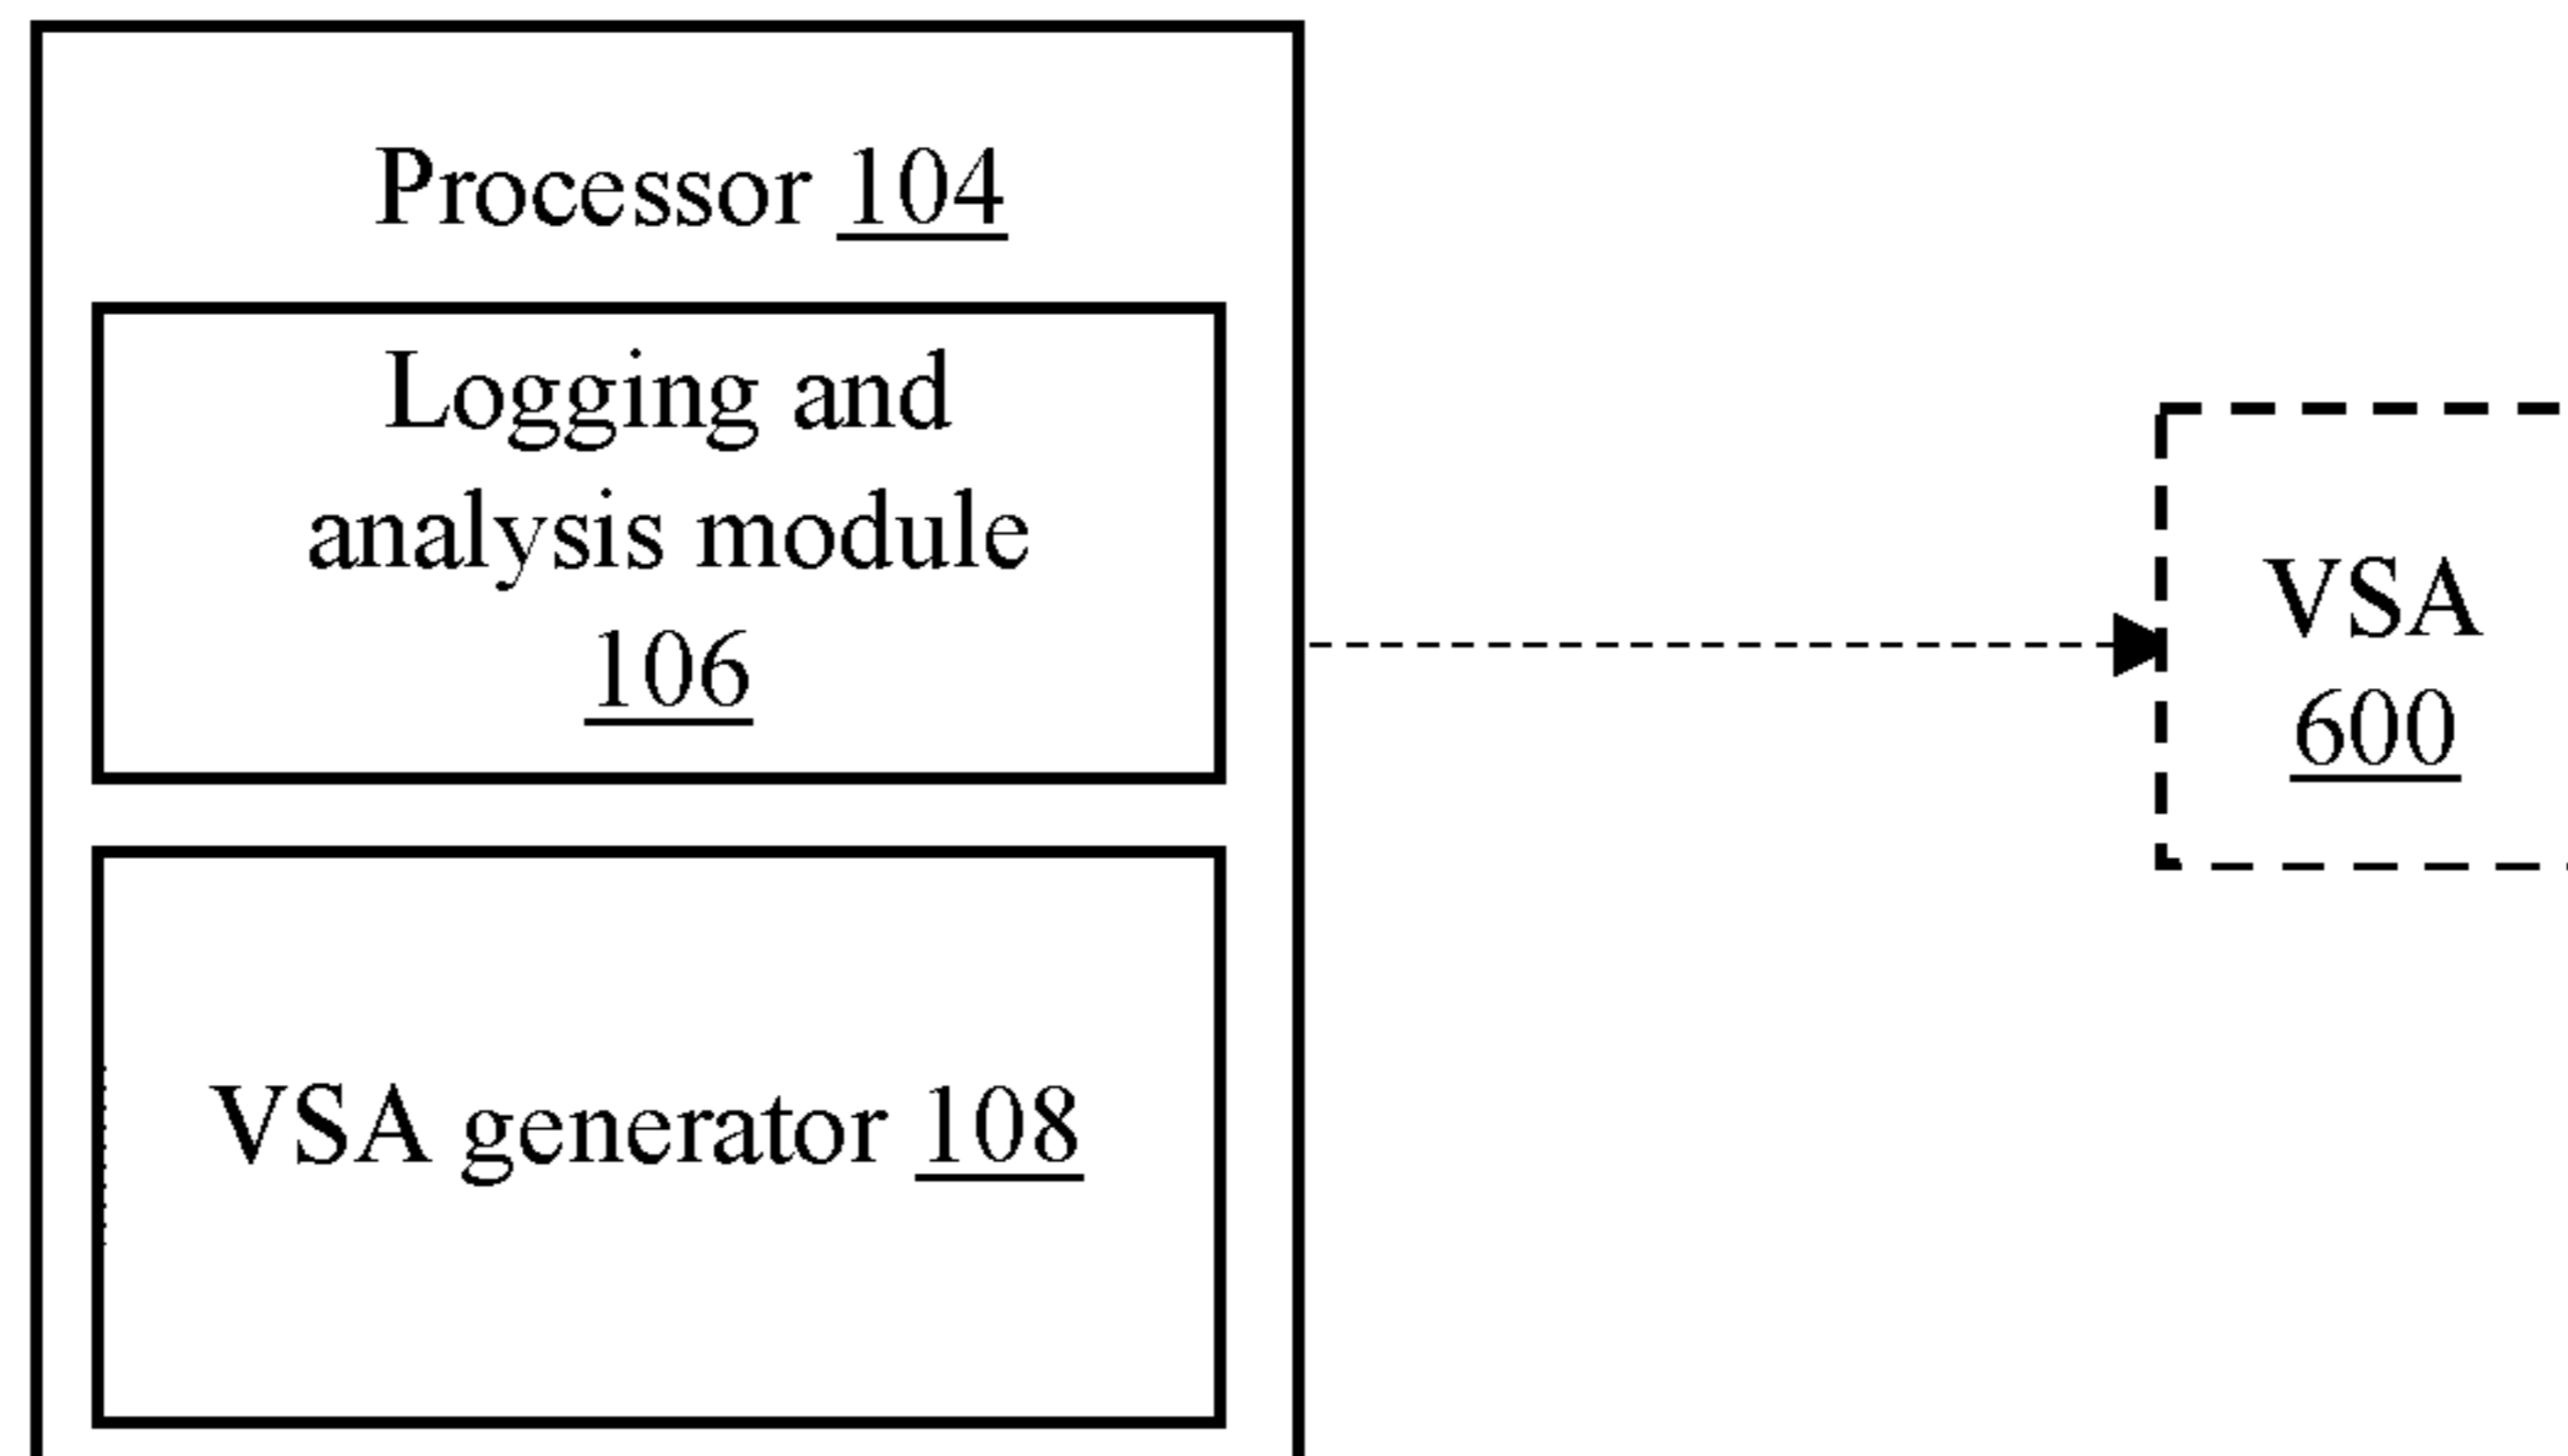 Processor 104
Logging and
analysis module
106
VSA
600
VSA generator 108